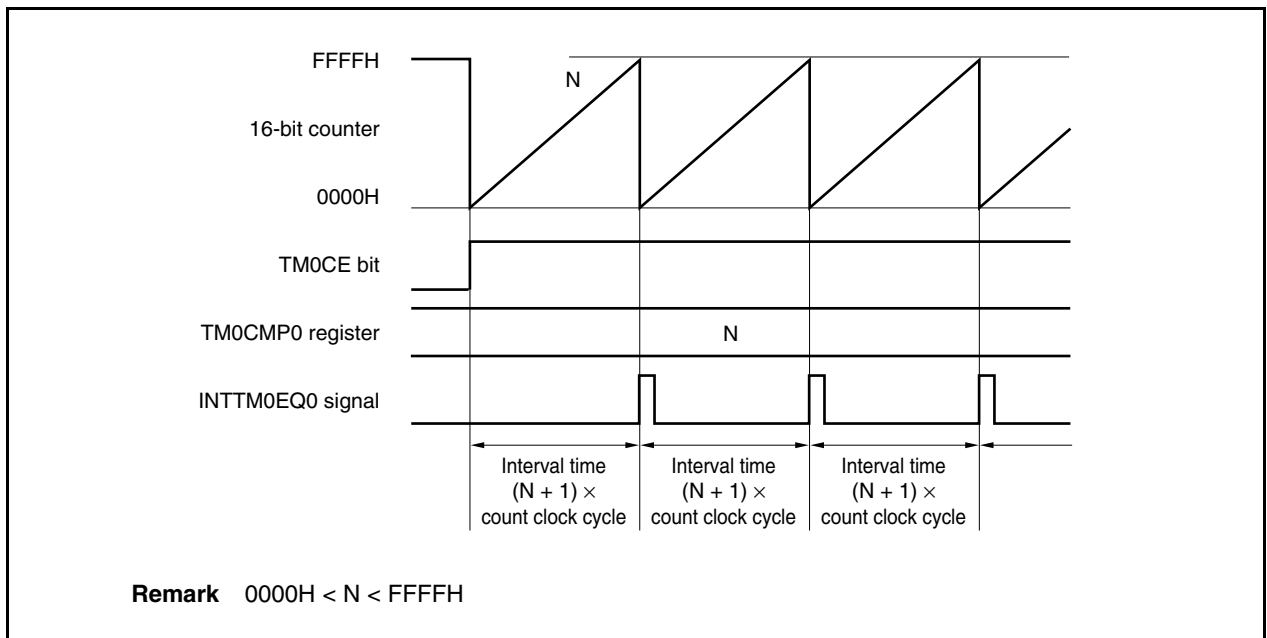 FFFFH
N
16-bit counter
0000H
TM0CE bit
TM0CMP0 register
N
INTTM0EQ0 signal
Interval time
(N + 1) ×
count clock cycle
Interval time
(N + 1) ×
count clock cycle
Interval time
(N + 1) ×
count clock cycle
Remark 0000H < N < FFFFH